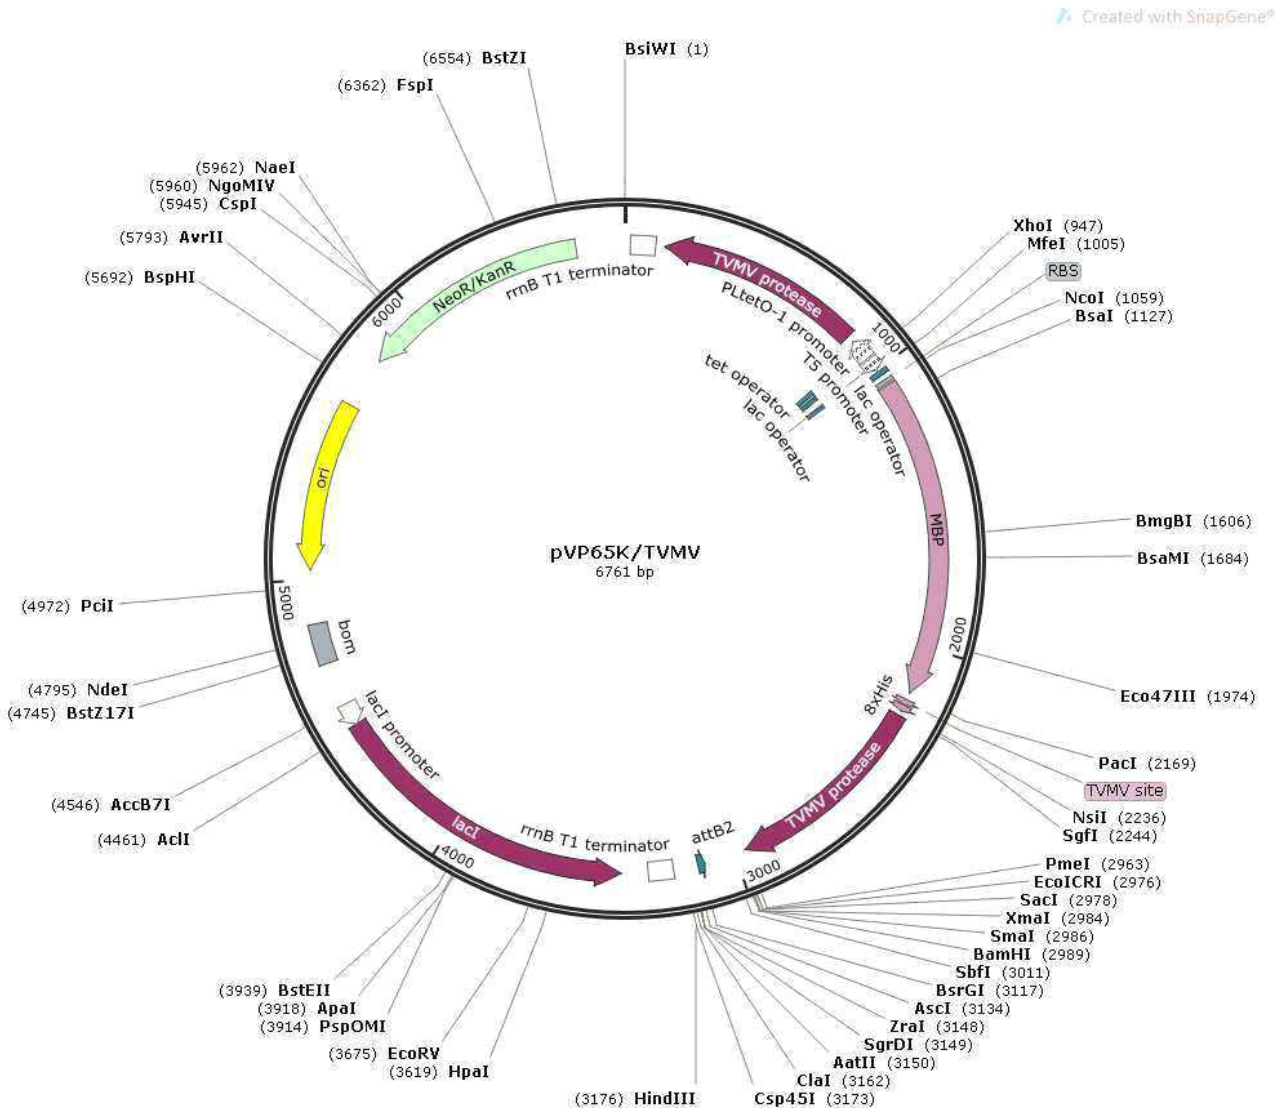 Created with SnapGene®
BsiWI (1)
(6554) BstZI
(6362) FspI
(5962) NaeI
(5960) NgoMIV
(5945) CspI
(5793) AvrII
(5692) BspHI
XhoI (947)
MfeI (1005)
RBS
NcoI (1059)
BsaI (1127)
NeoR/KanR
rrnB T1 terminator
TVMV protease
PLtetO-1 promoter
T5 promoter
lac operator
tet operator
lac operator
1000
6000
ori
MBP
BmgBI (1606)
BsaMI (1684)
pVP65K/TVMV
6761 bp
5000
(4972) PciI
bom
2000
(4795) NdeI
(4745) BstZ17I
Eco47III (1974)
8xHis
lacI promoter
PacI (2169)
TVMV site
NsiI (2236)
SgfI (2244)
(4546) AccB7I
(4461) AclI
lacI
rrnB T1 terminator
attB2
TVMV protease
4000
3000
PmeI (2963)
EcoICRI (2976)
SacI (2978)
XmaI (2984)
SmaI (2986)
BamHI (2989)
SbfI (3011)
BsrGI (3117)
AscI (3134)
ZraI (3148)
SgrDI (3149)
AatII (3150)
ClaI (3162)
Csp45I (3173)
(3176) HindIII
(3939) BstEII
(3918) ApaI
(3914) PspOMI
(3675) EcoRV
(3619) HpaI